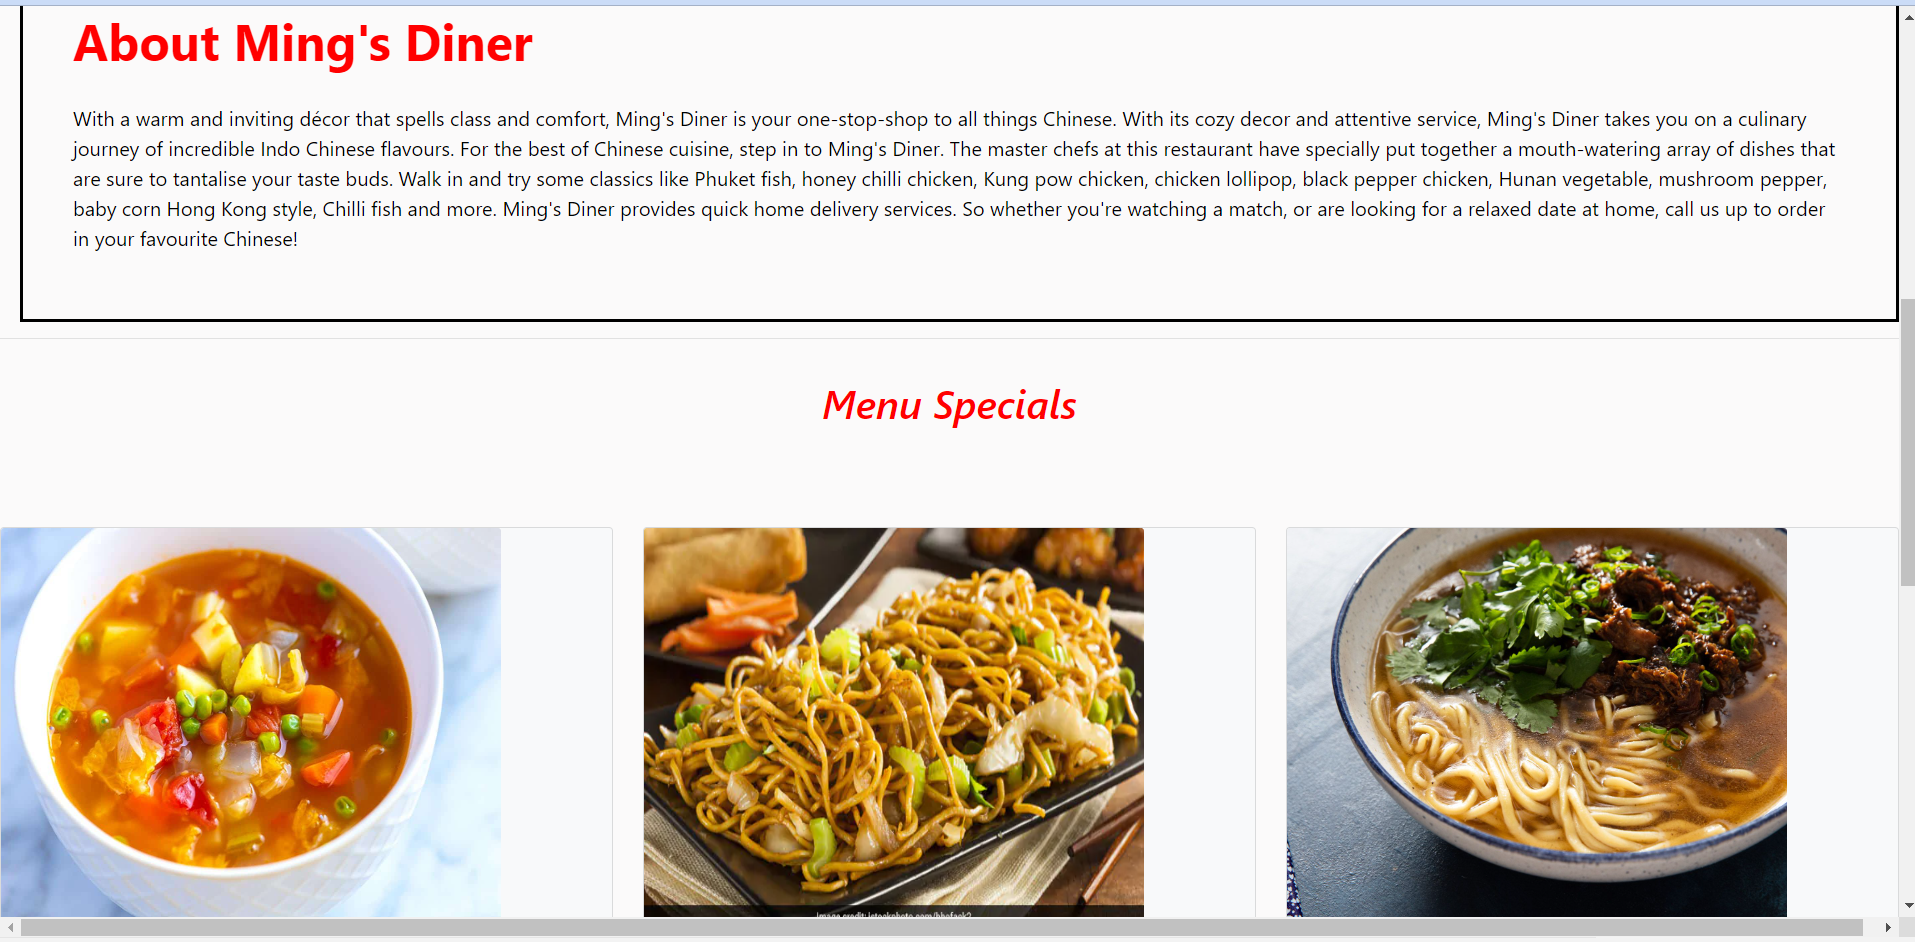 About Ming's Diner
With a warm and inviting décor that spells class and comfort, Ming's Diner is your one-stop-shop to all things Chinese. With its cozy decor and attentive service, Ming's Diner takes you on a culinary
journey of incredible Indo Chinese flavours. For the best of Chinese cuisine, step in to Ming's Diner. The master chefs at this restaurant have specially put together a mouth-watering array of dishes that
are sure to tantalise your taste buds. Walk in and try some classics like Phuket fish, honey chilli chicken, Kung pow chicken, chicken lollipop, black pepper chicken, Hunan vegetable, mushroom pepper,
baby corn Hong Kong style, Chilli fish and more. Ming's Diner provides quick home delivery services. So whether you're watching a match, or are looking for a relaxed date at home, call us up to order
in your favourite Chinese!
Menu Specials
Image credit: